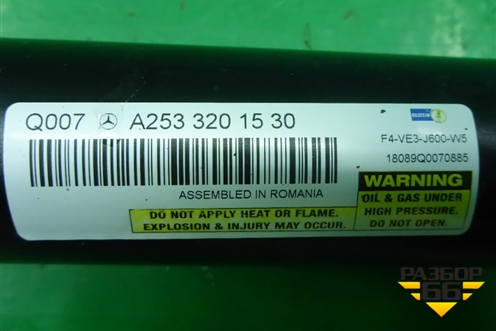 Q007 A253 320 15 30
BILSTEIN
F4-VE3-J600-W5
18089Q0070885
ASSEMBLED IN ROMANIA
WARNING
OIL & GAS UNDER
HIGH PRESSURE.
DO NOT OPEN.
DO NOT APPLY HEAT OR FLAME.
EXPLOSION & INJURY MAY OCCUR.
РАЗБОР
66